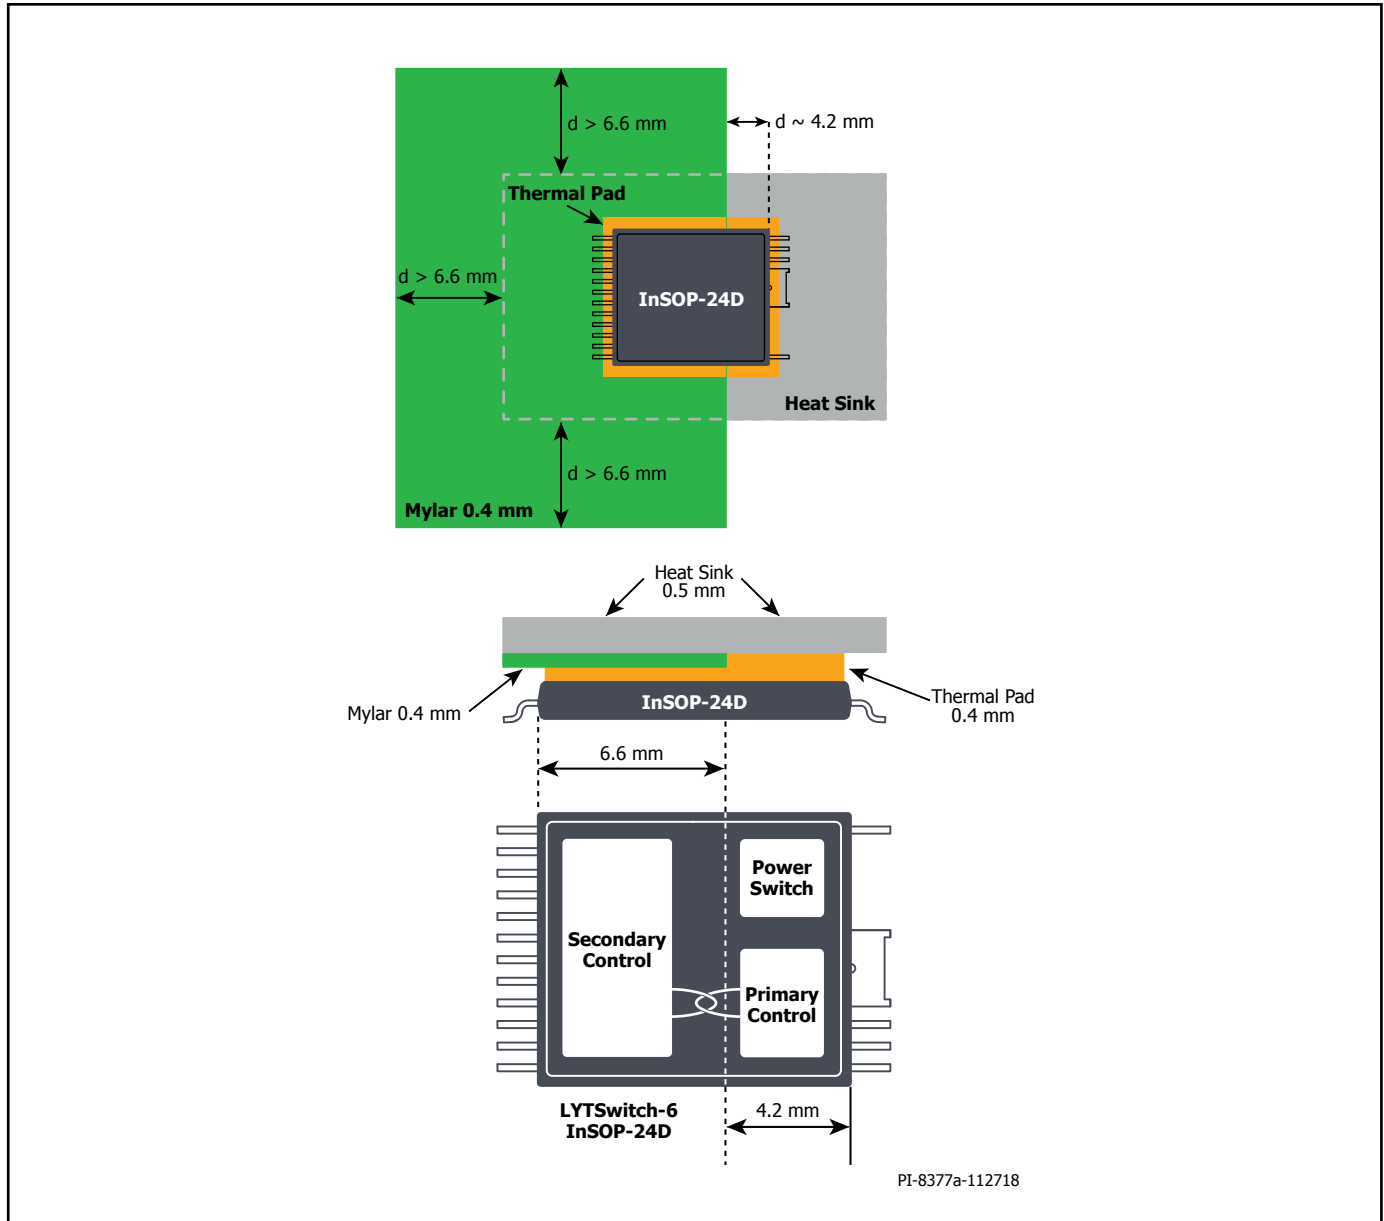 d > 6.6 mm
d ~ 4.2 mm
Thermal Pad
d > 6.6 mm
InSOP-24D
Heat Sink
d > 6.6 mm
Mylar 0.4 mm
Heat Sink
0.5 mm
InSOP-24D
Mylar 0.4 mm
Thermal Pad
0.4 mm
6.6 mm
Power
Switch
Secondary
Control
Primary
Control
LYTSwitch-6
InSOP-24D
4.2 mm
PI-8377a-112718